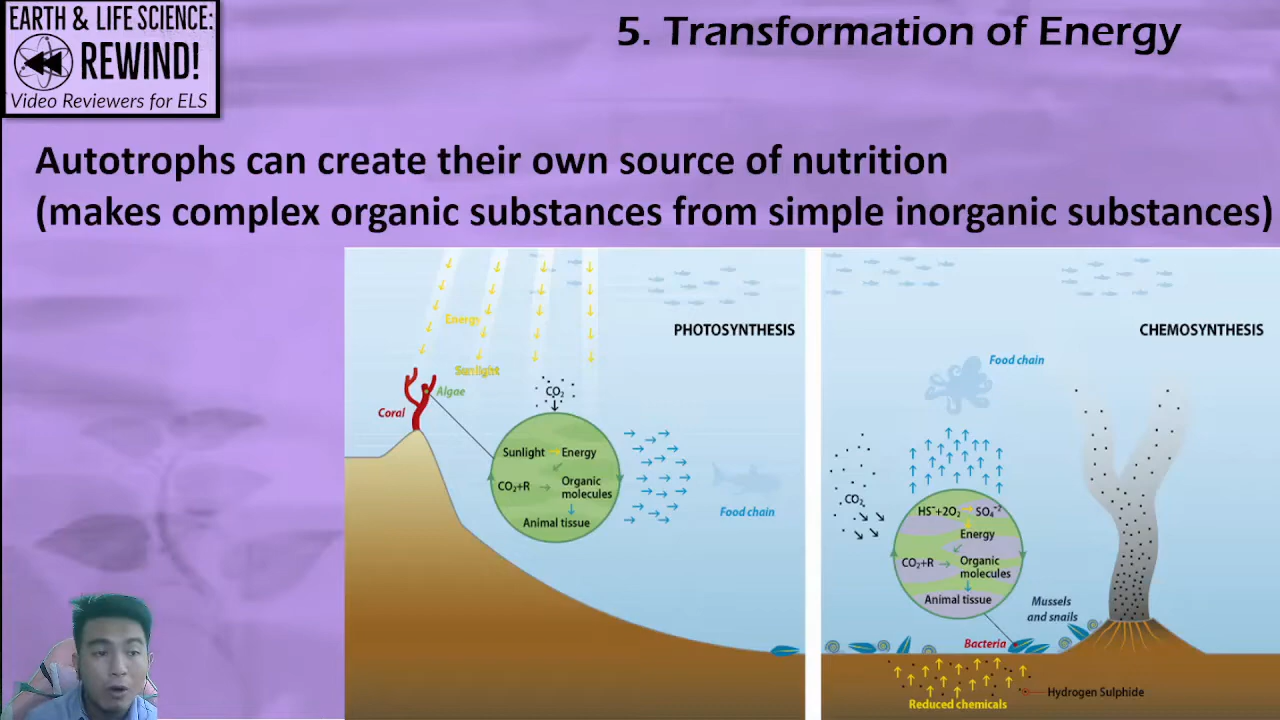 EARTH & LIFE SCIENCE:
REWIND!
Video Reviewers for ELS
5. Transformation of Energy
Autotrophs can create their own source of nutrition
(makes complex organic substances from simple inorganic substances)
PHOTOSYNTHESIS
Energy
Sunlight
Algae
Coral
CO₂
Sunlight → Energy
CO₂+R → Organic
molecules
Animal tissue
Food chain
CHEMOSYNTHESIS
Food chain
CO₂
HS⁻+2O₂ → SO₄⁻²
Energy
CO₂+R → Organic
molecules
Animal tissue
Mussels
and snails
Bacteria
Hydrogen Sulphide
Reduced chemicals